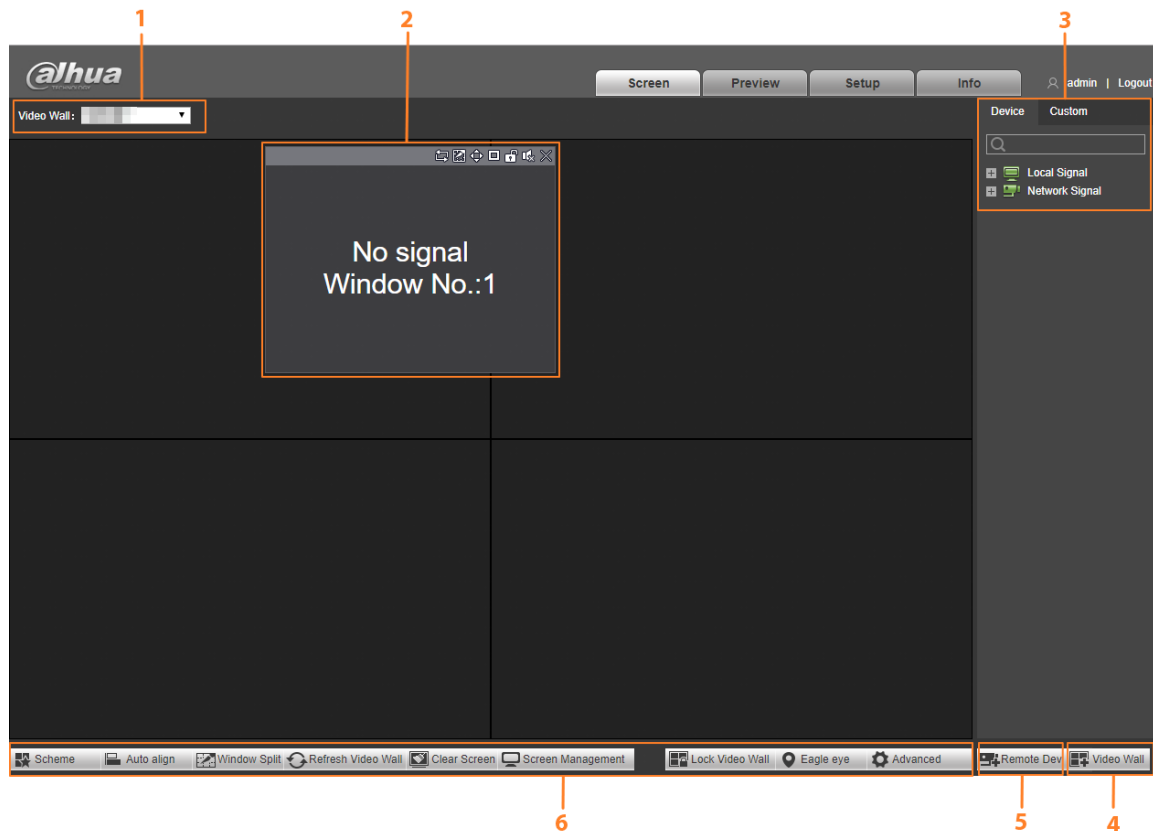 1 2 3
alhua
TECHNOLOGY
Screen Preview Setup Info admin | Logout
Video Wall: Device Custom
Local Signal
Network Signal
No signal
Window No.:1
Scheme Auto align Window Split Refresh Video Wall Clear Screen Screen Management Lock Video Wall Eagle eye Advanced Remote Dev Video Wall
6 5 4